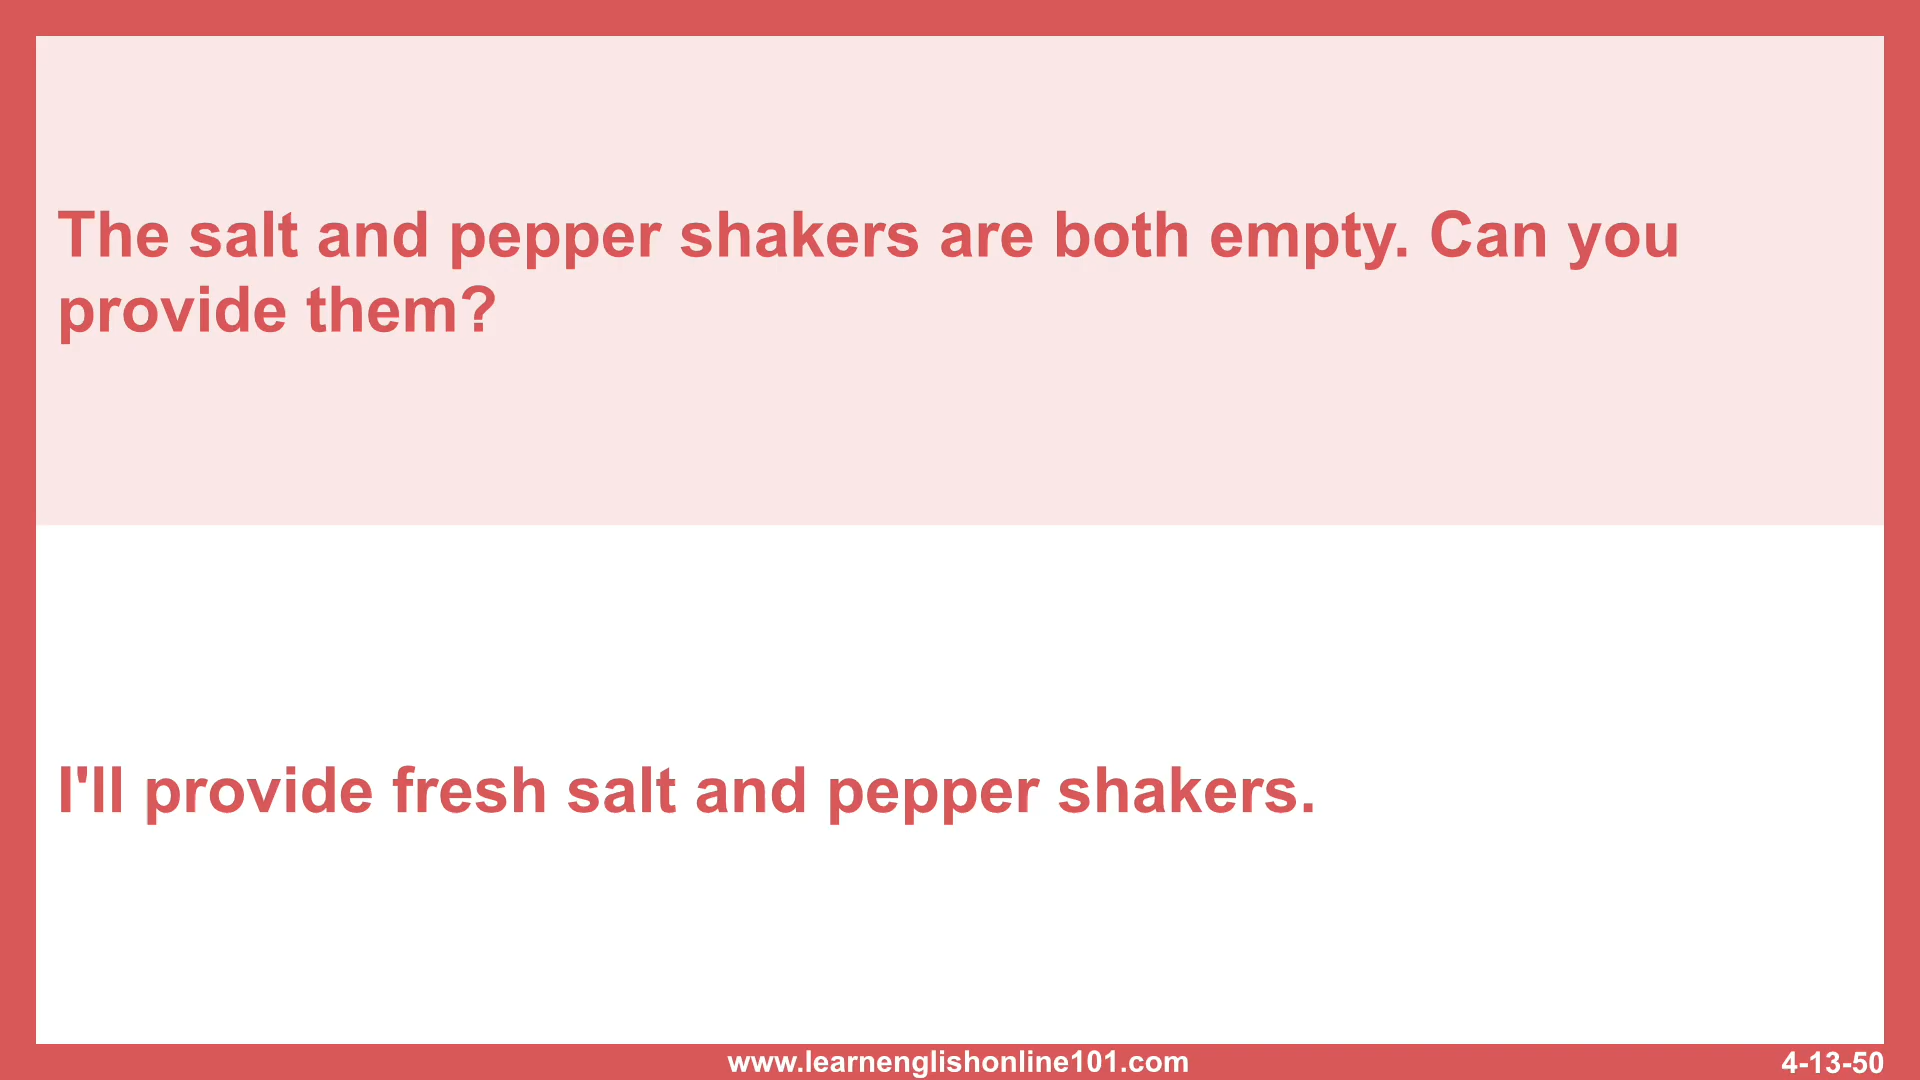 The salt and pepper shakers are both empty. Can you
provide them?
I'll provide fresh salt and pepper shakers.
www.learnenglishonline101.com
4-13-50